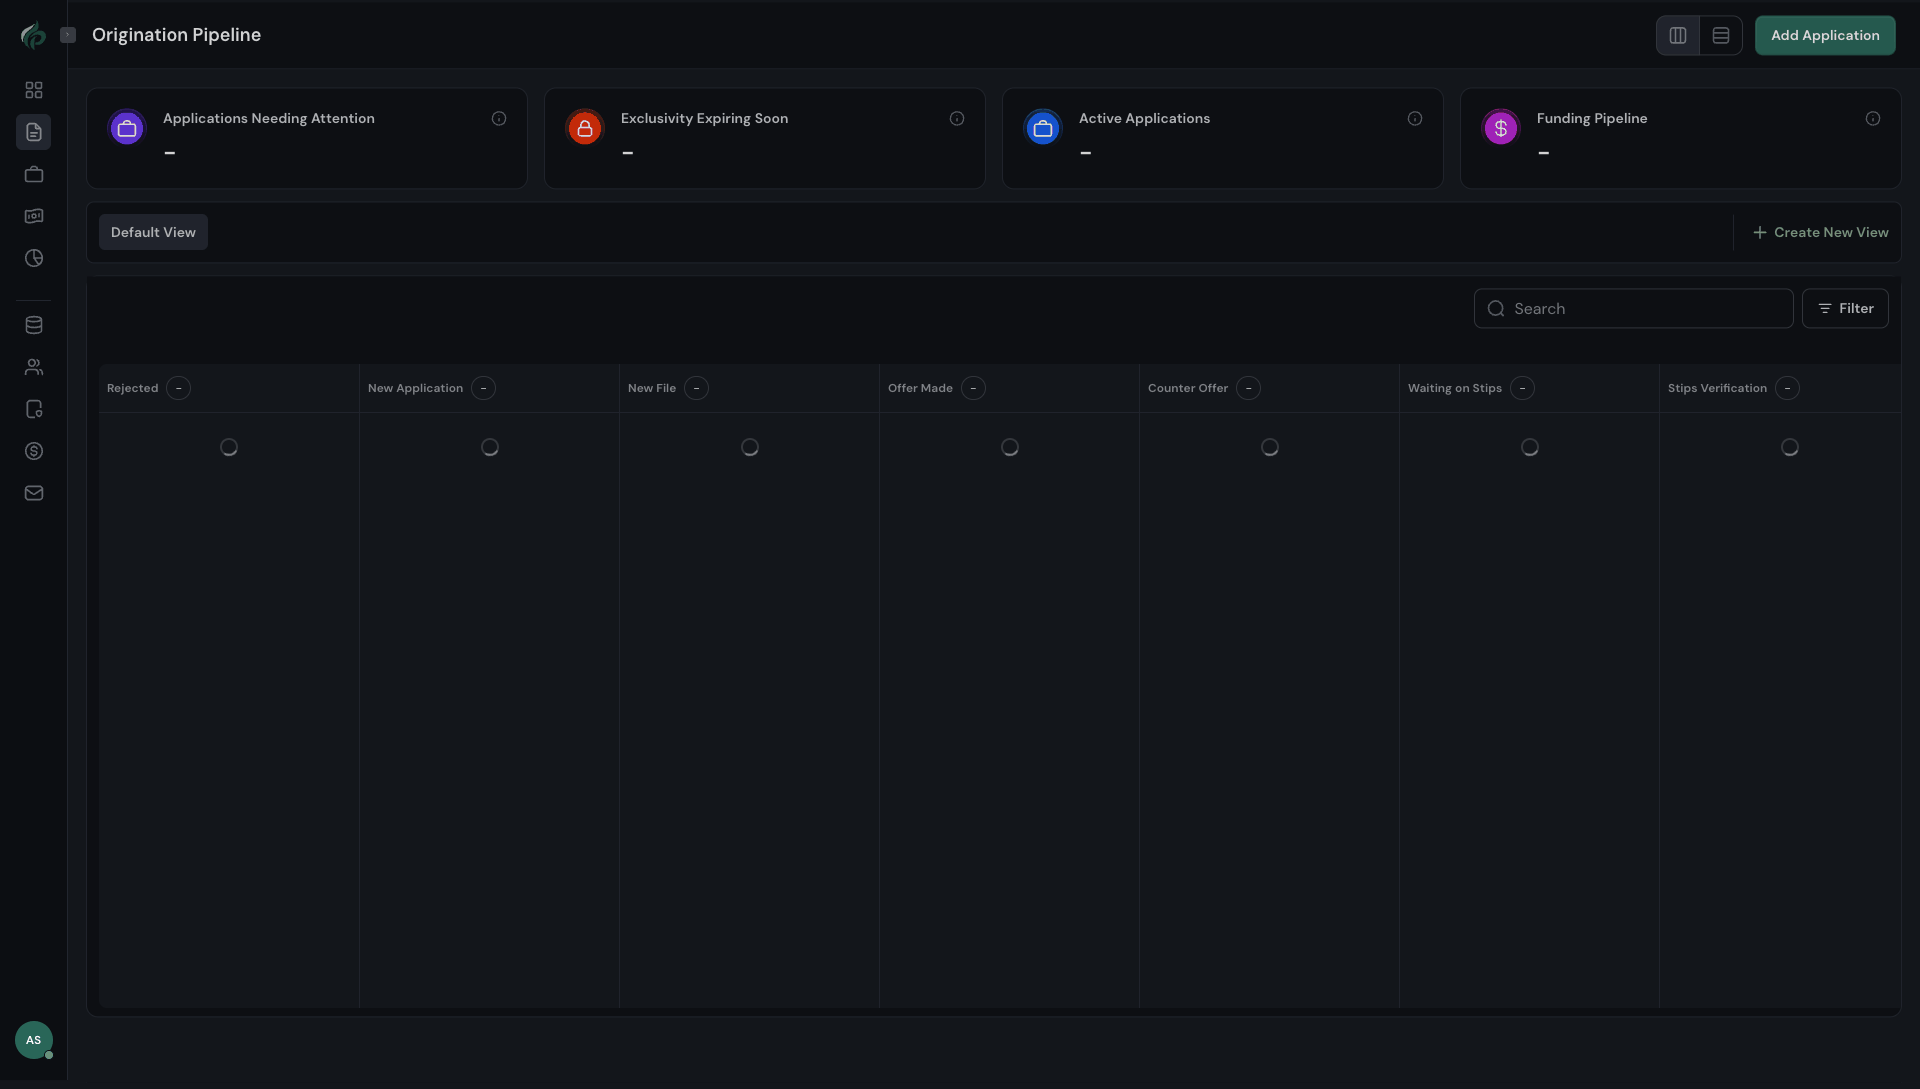 Origination Pipeline
Add Application
Applications Needing Attention
–
Exclusivity Expiring Soon
–
Active Applications
–
Funding Pipeline
–
Default View
Create New View
Search
Filter
Rejected -
New Application -
New File -
Offer Made -
Counter Offer -
Waiting on Stips -
Stips Verification -
AS